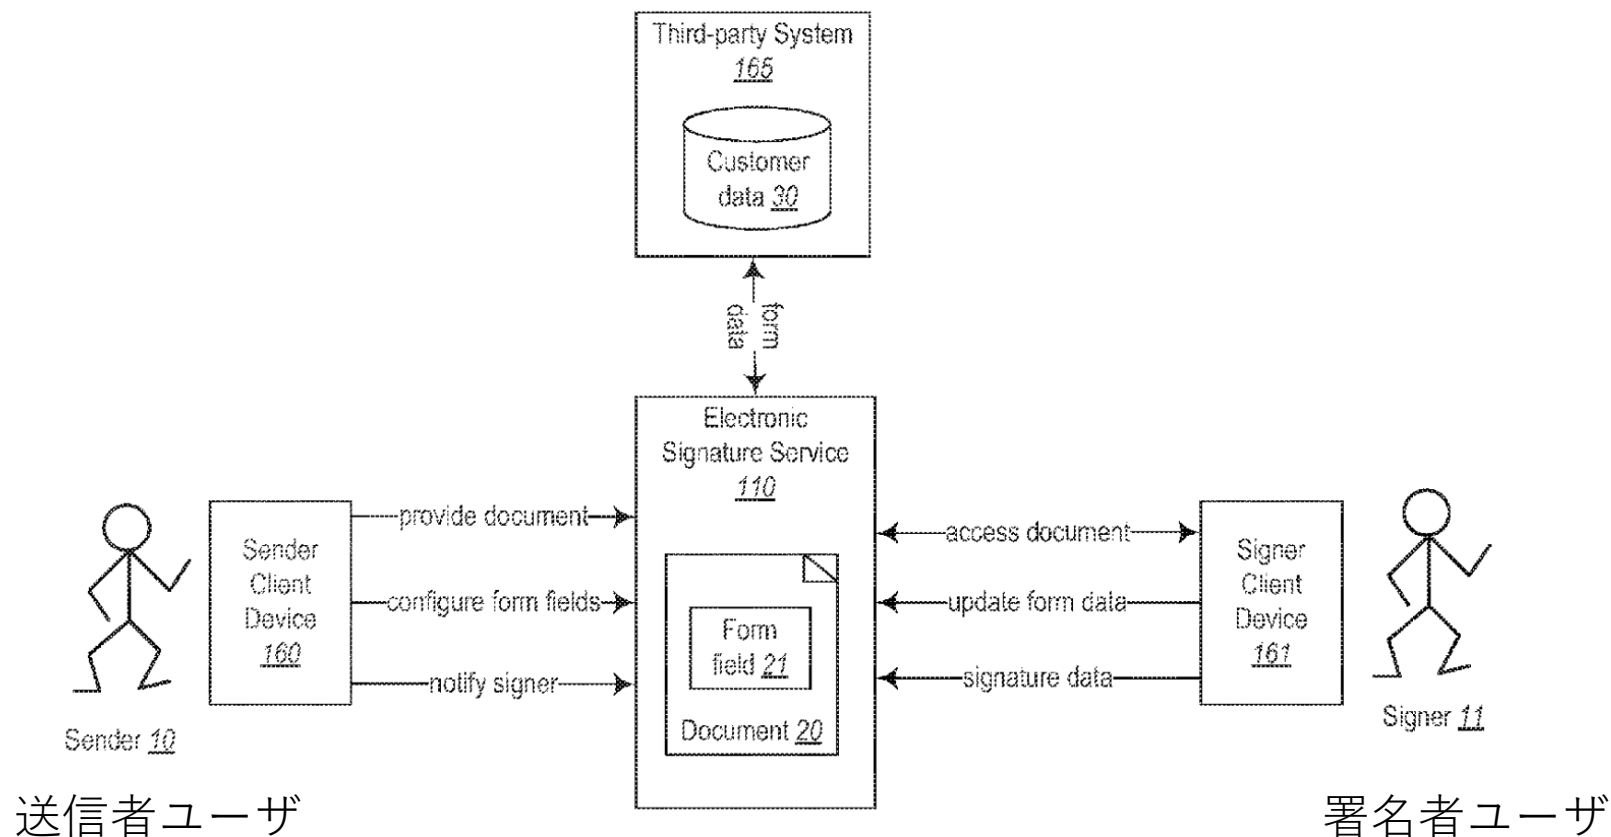 Third-party System
165
Customer
data 30
form
data
Electronic
Signature Service
110
provide document
configure form fields
notify signer
Sender
Client
Device
160
Form
field 21
Document 20
access document
update form data
signature data
Signer
Client
Device
161
Sender 10
Signer 11
送信者ユーザ
署名者ユーザ